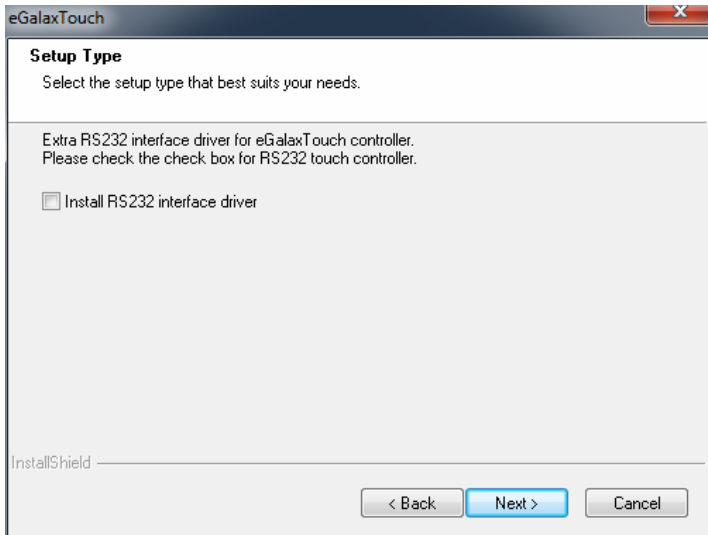 eGalaxTouch
Setup Type
Select the setup type that best suits your needs.
Extra RS232 interface driver for eGalaxTouch controller.
Please check the check box for RS232 touch controller.
Install RS232 interface driver
InstallShield
< Back Next > Cancel